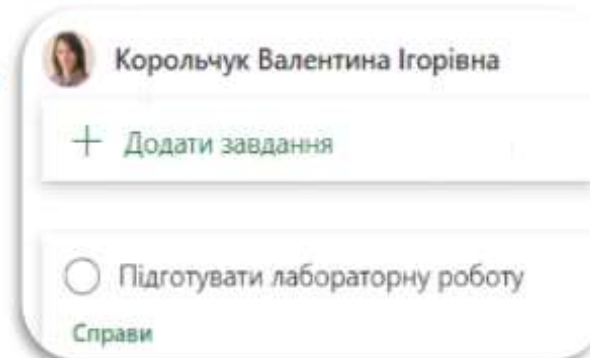 Корольчук Валентина Ігорівна
+ Додати завдання
Підготувати лабораторну роботу
Справи